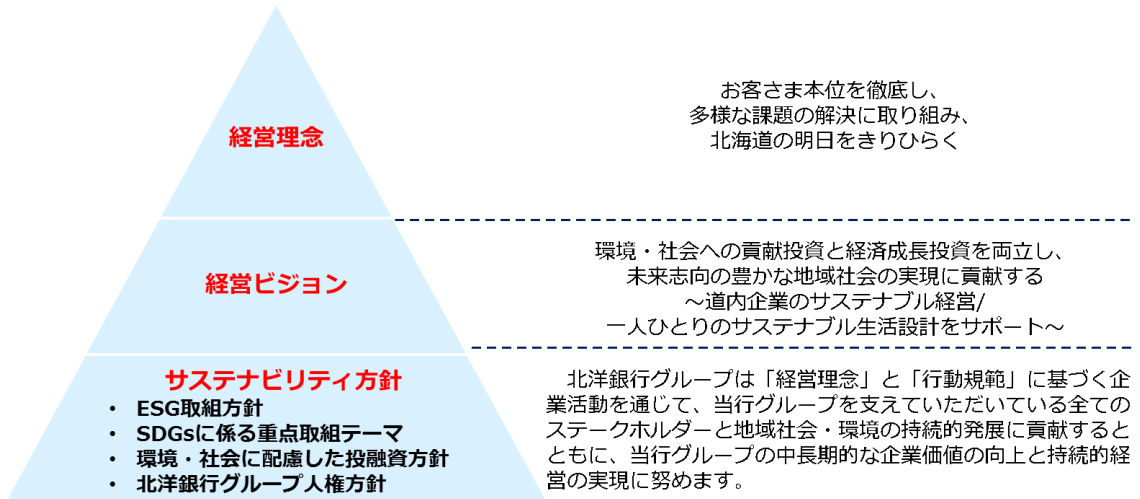 経営理念
お客さま本位を徹底し、
多様な課題の解決に取り組み、
北海道の明日をきりひらく
経営ビジョン
環境・社会への貢献投資と経済成長投資を両立し、
未来志向の豊かな地域社会の実現に貢献する
～道内企業のサステナブル経営/
一人ひとりのサステナブル生活設計をサポート～
サステナビリティ方針
• ESG取組方針
• SDGsに係る重点取組テーマ
• 環境・社会に配慮した投融資方針
• 北洋銀行グループ人権方針
北洋銀行グループは「経営理念」と「行動規範」に基づく企
業活動を通じて、当行グループを支えていただいている全ての
ステークホルダーと地域社会・環境の持続的発展に貢献すると
ともに、当行グループの中長期的な企業価値の向上と持続的経
営の実現に努めます。